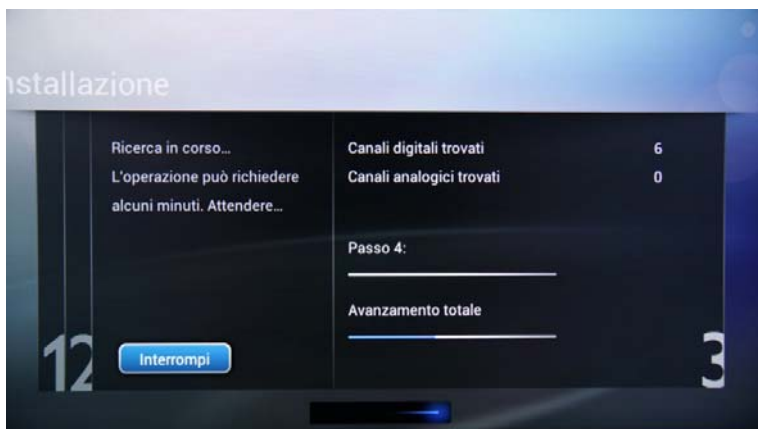 nstallazione
Ricerca in corso...
L'operazione può richiedere
alcuni minuti. Attendere...
Interrompi
Canali digitali trovati 6
Canali analogici trovati 0
Passo 4:
Avanzamento totale
12
3